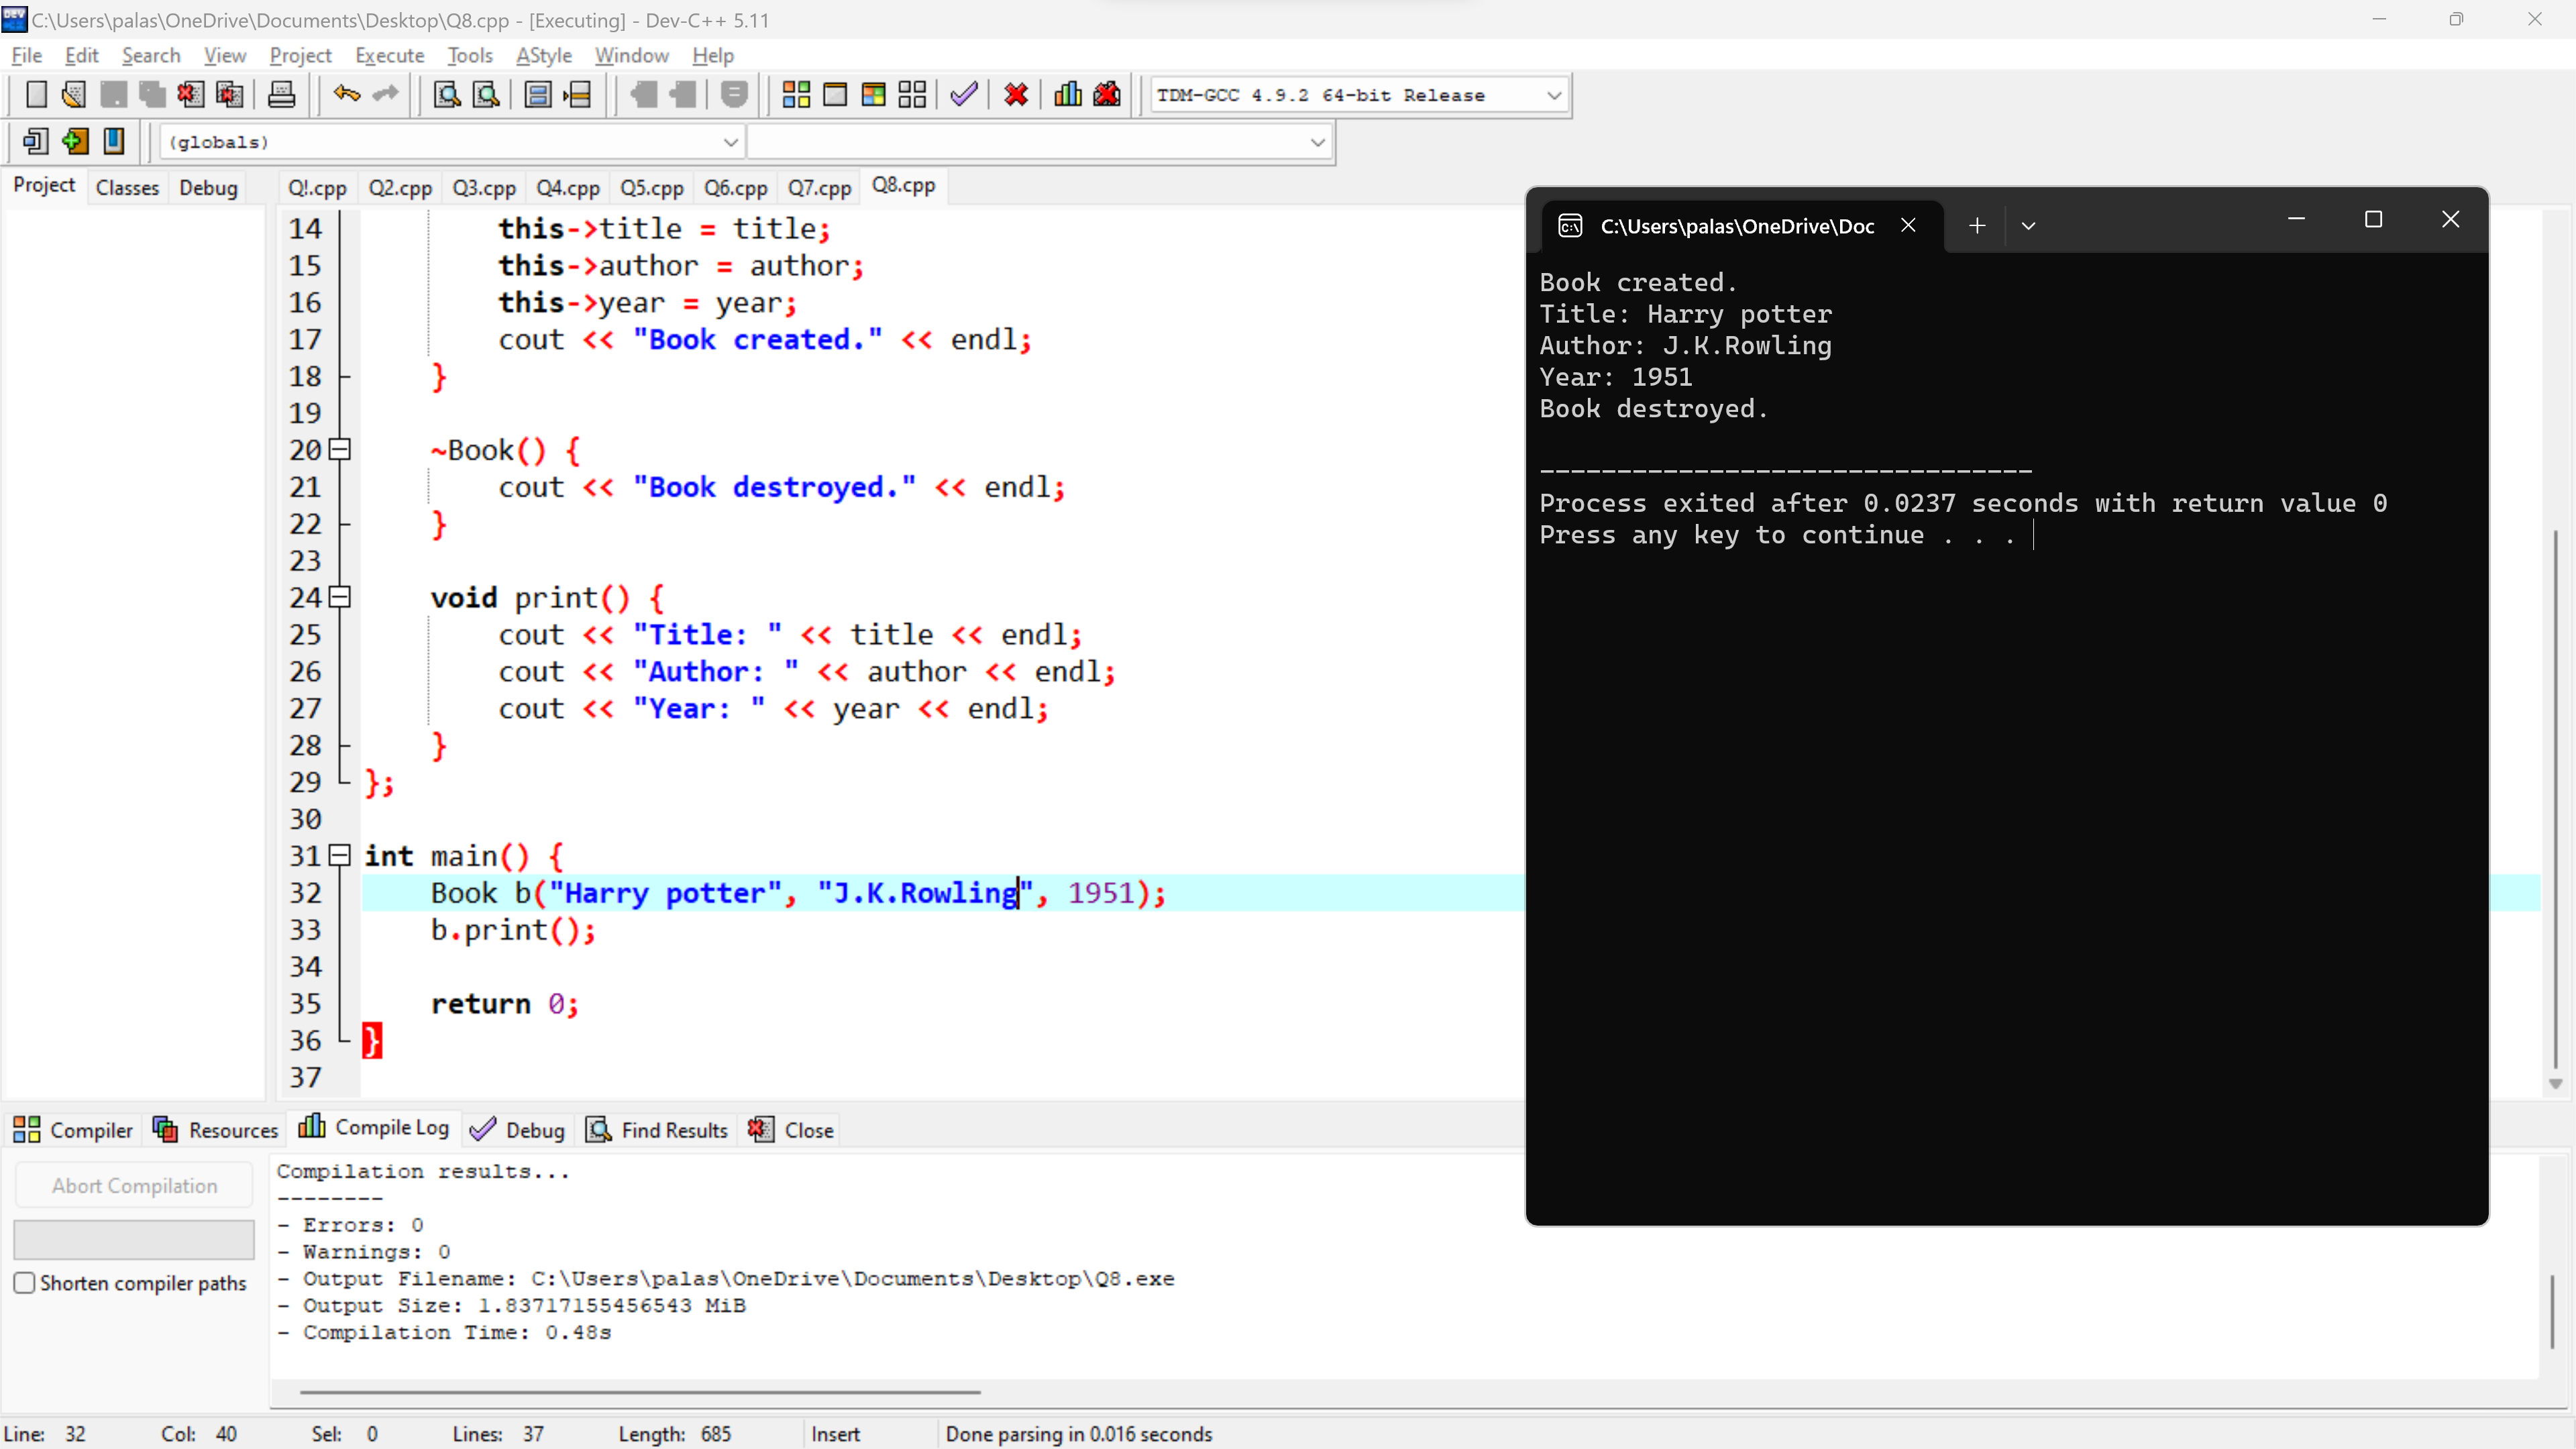 C:\Users\palas\OneDrive\Documents\Desktop\Q8.cpp - [Executing] - Dev-C++ 5.11
File Edit Search View Project Execute Tools AStyle Window Help
TDM-GCC 4.9.2 64-bit Release
(globals)
Project Classes Debug
Q!.cpp Q2.cpp Q3.cpp Q4.cpp Q5.cpp Q6.cpp Q7.cpp Q8.cpp
14 this->title = title;
15 this->author = author;
16 this->year = year;
17 cout << "Book created." << endl;
18 }
19
20 ~Book() {
21 cout << "Book destroyed." << endl;
22 }
23
24 void print() {
25 cout << "Title: " << title << endl;
26 cout << "Author: " << author << endl;
27 cout << "Year: " << year << endl;
28 }
29 };
30
31 int main() {
32 Book b("Harry potter", "J.K.Rowling", 1951);
33 b.print();
34
35 return 0;
36 }
37
C:\Users\palas\OneDrive\Doc
Book created.
Title: Harry potter
Author: J.K.Rowling
Year: 1951
Book destroyed.
--------------------------------
Process exited after 0.0237 seconds with return value 0
Press any key to continue . . .
Compiler Resources Compile Log Debug Find Results Close
Abort Compilation
Shorten compiler paths
Compilation results...
--------
- Errors: 0
- Warnings: 0
- Output Filename: C:\Users\palas\OneDrive\Documents\Desktop\Q8.exe
- Output Size: 1.83717155456543 MiB
- Compilation Time: 0.48s
Line: 32 Col: 40 Sel: 0 Lines: 37 Length: 685 Insert Done parsing in 0.016 seconds